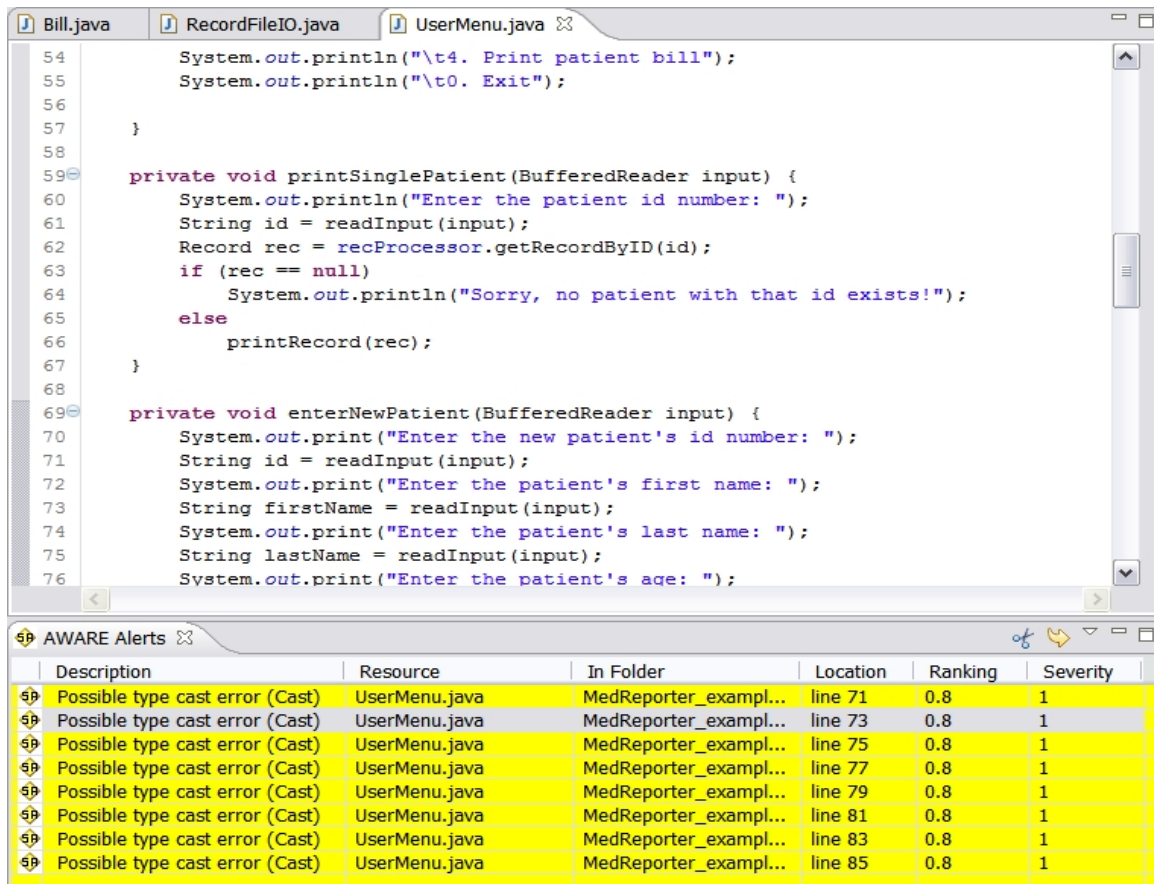 Bill.java RecordFileIO.java UserMenu.java
54 System.out.println("\t4. Print patient bill");
55 System.out.println("\t0. Exit");
56
57 }
58
59 private void printSinglePatient(BufferedReader input) {
60 System.out.println("Enter the patient id number: ");
61 String id = readInput(input);
62 Record rec = recProcessor.getRecordByID(id);
63 if (rec == null)
64 System.out.println("Sorry, no patient with that id exists!");
65 else
66 printRecord(rec);
67 }
68
69 private void enterNewPatient(BufferedReader input) {
70 System.out.print("Enter the new patient's id number: ");
71 String id = readInput(input);
72 System.out.print("Enter the patient's first name: ");
73 String firstName = readInput(input);
74 System.out.print("Enter the patient's last name: ");
75 String lastName = readInput(input);
76 System.out.print("Enter the patient's age: ");
AWARE Alerts
Description Resource In Folder Location Ranking Severity
SA Possible type cast error (Cast) UserMenu.java MedReporter_exampl... line 71 0.8 1
SA Possible type cast error (Cast) UserMenu.java MedReporter_exampl... line 73 0.8 1
SA Possible type cast error (Cast) UserMenu.java MedReporter_exampl... line 75 0.8 1
SA Possible type cast error (Cast) UserMenu.java MedReporter_exampl... line 77 0.8 1
SA Possible type cast error (Cast) UserMenu.java MedReporter_exampl... line 79 0.8 1
SA Possible type cast error (Cast) UserMenu.java MedReporter_exampl... line 81 0.8 1
SA Possible type cast error (Cast) UserMenu.java MedReporter_exampl... line 83 0.8 1
SA Possible type cast error (Cast) UserMenu.java MedReporter_exampl... line 85 0.8 1